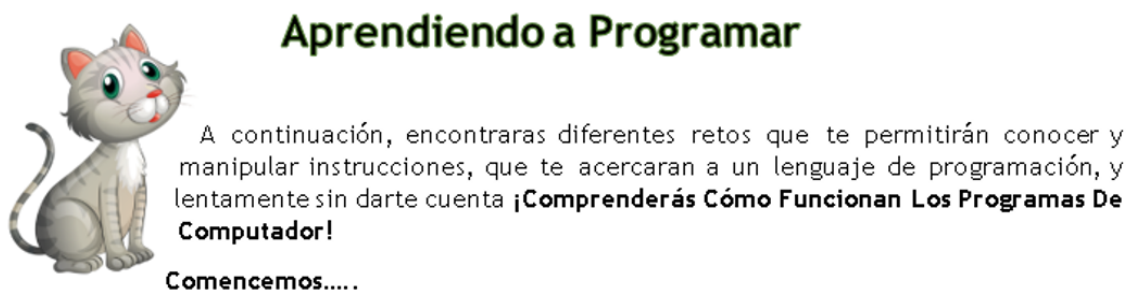 Aprendiendo a Programar
A continuación, encontraras diferentes retos que te permitirán conocer y
manipular instrucciones, que te acercaran a un lenguaje de programación, y
lentamente sin darte cuenta ¡Comprenderás Cómo Funcionan Los Programas De
Computador!
Comencemos.....